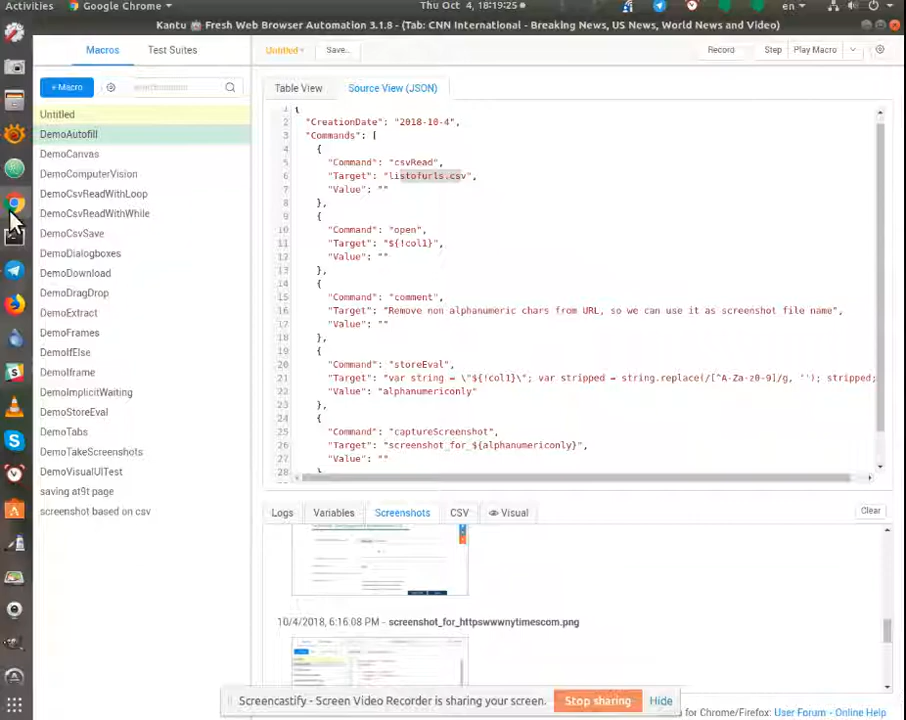 Activities
Google Chrome
Thu Oct 4, 18:19:25
en
Kantu Fresh Web Browser Automation 3.1.8 - (Tab: CNN International - Breaking News, US News, World News and Video)
Macros
Test Suites
Untitled
Save..
Record
Step
Play Macro
+ Macro
Table View
Source View (JSON)
Untitled
DemoAutofill
DemoCanvas
DemoComputerVision
DemoCsvReadWithLoop
DemoCsvReadWithWhile
DemoCsvSave
DemoDialogboxes
DemoDownload
DemoDragDrop
DemoExtract
DemoFrames
DemoIfElse
DemoIframe
DemoImplicitWaiting
DemoStoreEval
DemoTabs
DemoTakeScreenshots
DemoVisualUITest
saving at9t page
screenshot based on csv
1 {
2 "CreationDate": "2018-10-4",
3 "Commands": [
4 {
5 "Command": "csvRead",
6 "Target": "listofurls.csv",
7 "Value": ""
8 },
9 {
10 "Command": "open",
11 "Target": "${!col1}",
12 "Value": ""
13 },
14 {
15 "Command": "comment",
16 "Target": "Remove non alphanumeric chars from URL, so we can use it as screenshot file name",
17 "Value": ""
18 },
19 {
20 "Command": "storeEval",
21 "Target": "var string = \"${!col1}\"; var stripped = string.replace(/[^A-Za-z0-9]/g, ''); stripped;
22 "Value": "alphanumericonly"
23 },
24 {
25 "Command": "captureScreenshot",
26 "Target": "screenshot_for_${alphanumericonly}",
27 "Value": ""
28 }
Logs
Variables
Screenshots
CSV
Visual
Clear
10/4/2018, 6:16:08 PM - screenshot_for_httpswwwnytimescom.png
Screencastify - Screen Video Recorder is sharing your screen.
Stop sharing
Hide
for Chrome/Firefox: User Forum - Online Help